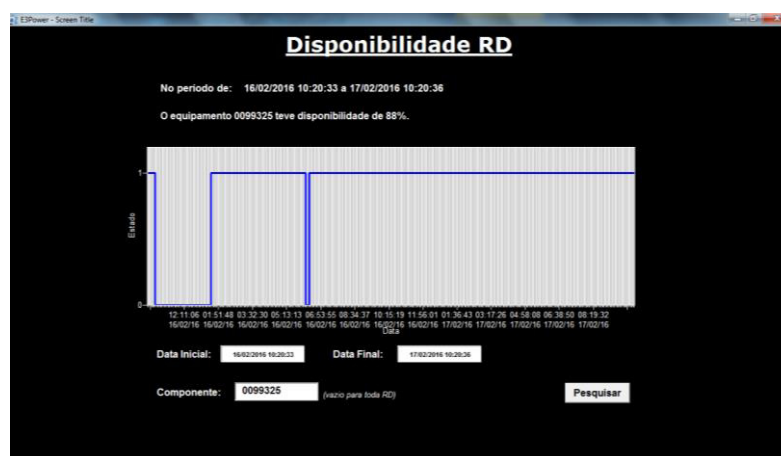 E3Power - Screen Title
Disponibilidade RD
No periodo de: 16/02/2016 10:20:33 a 17/02/2016 10:20:36
O equipamento 0099325 teve disponibilidade de 88%.
1
Estado
0
12:11:06 01:51:48 03:32:30 05:13:13 06:53:55 08:34:37 10:15:19 11:56:01 01:36:43 03:17:26 04:58:08 06:38:50 08:19:32
16/02/16 16/02/16 16/02/16 16/02/16 16/02/16 16/02/16 16/02/16 16/02/16 17/02/16 17/02/16 17/02/16 17/02/16 17/02/16
Data
Data Inicial: 16/02/2016 10:20:33 Data Final: 17/02/2016 10:20:36
Componente: 0099325 (vazio para toda RD) Pesquisar